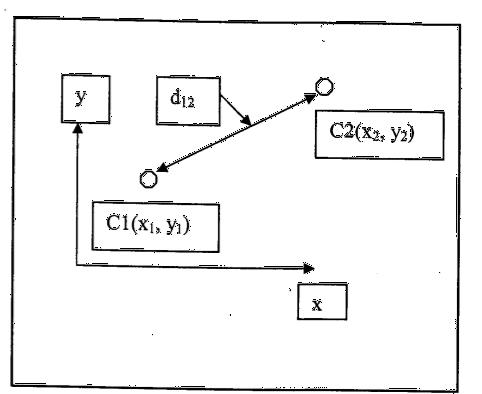 y
d₁₂
C2(x₂, y₂)
C1(x₁, y₁)
x